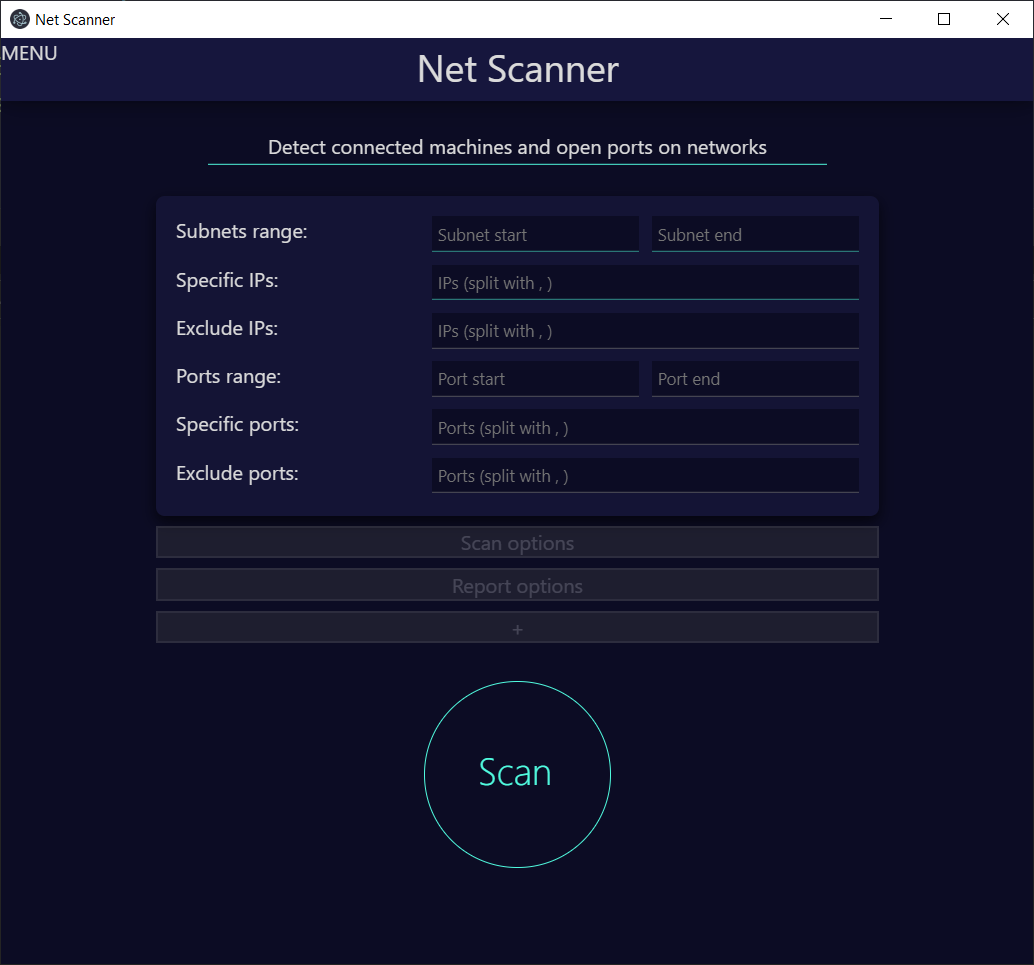 Net Scanner
MENU
Net Scanner
Detect connected machines and open ports on networks
Subnets range: Subnet start Subnet end
Specific IPs: IPs (split with , )
Exclude IPs: IPs (split with , )
Ports range: Port start Port end
Specific ports: Ports (split with , )
Exclude ports: Ports (split with , )
Scan options
Report options
+
Scan